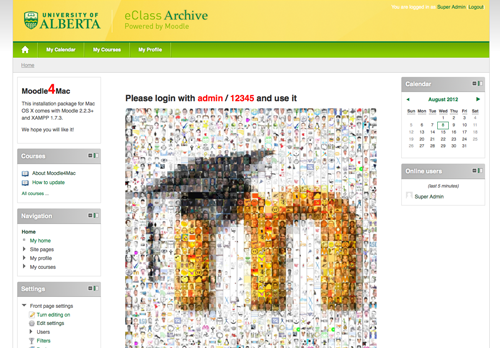 UNIVERSITY OF
ALBERTA
eClass Archive
Powered by Moodle
You are logged in as Super Admin Logout
My Calendar
My Courses
My Profile
Home
Moodle4Mac
This installation package for Mac
OS X comes with Moodle 2.2.3+
and XAMPP 1.7.3.
We hope you will like it!
Courses
About Moodle4Mac
How to update
All courses ...
Navigation
Home
My home
Site pages
My profile
My courses
Settings
Front page settings
Turn editing on
Edit settings
Users
Filters
Please login with admin / 12345 and use it
Calendar
August 2012
Sun Mon Tue Wed Thu Fri Sat
1 2 3 4
5 6 7 8 9 10 11
12 13 14 15 16 17 18
19 20 21 22 23 24 25
26 27 28 29 30 31
Online users
(last 5 minutes)
Super Admin